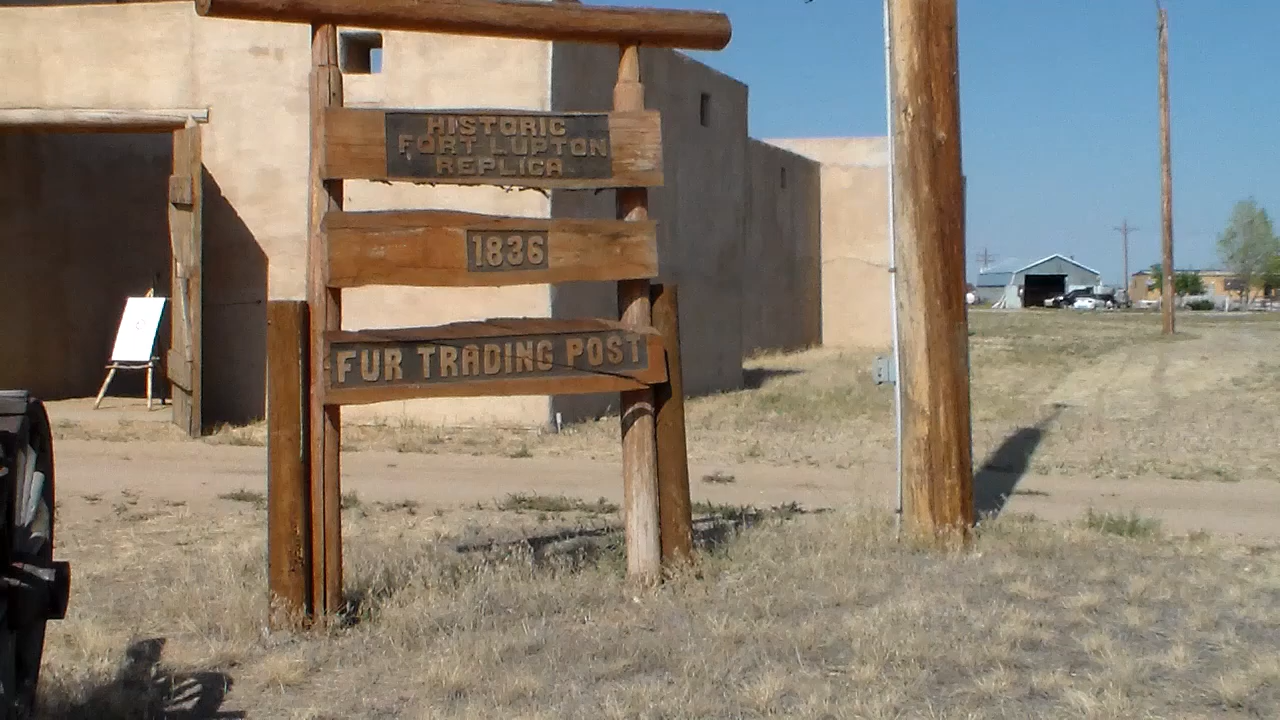 HISTORIC
FORT LUPTON
REPLICA
1836
FUR TRADING POST